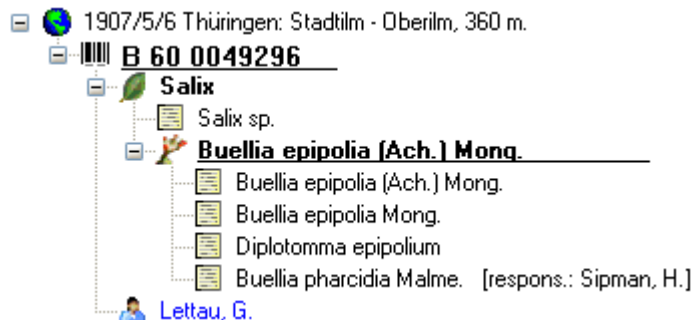 1907/5/6 Thüringen: Stadtilm - Oberilm, 360 m.
B 60 0049296
Salix
Salix sp.
Buellia epipolia (Ach.) Mong.
Buellia epipolia (Ach.) Mong.
Buellia epipolia Mong.
Diplotomma epipolium
Buellia pharcidia Malme. [respons.: Sipman, H.]
Lettau, G.